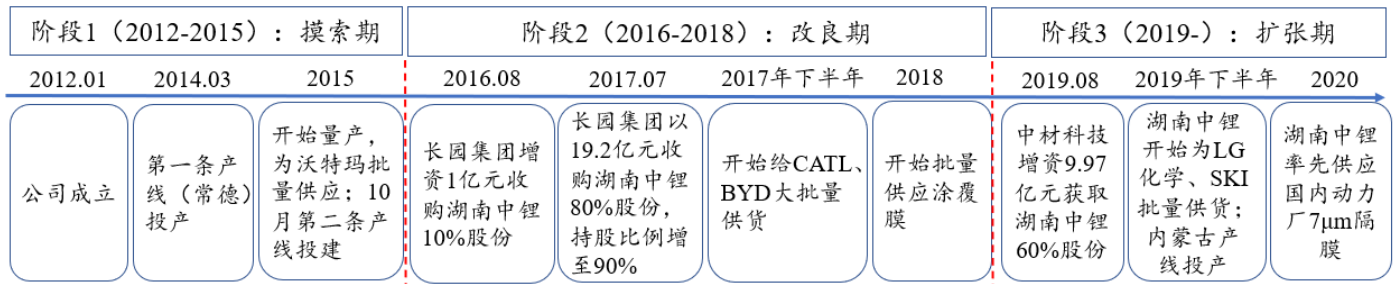 阶段1（2012-2015）：摸索期
阶段2（2016-2018）：改良期
阶段3（2019-）：扩张期
2012.01
2014.03
2015
2016.08
2017.07
2017年下半年
2018
2019.08
2019年下半年
2020
公司成立
第一条产
线（常德）
投产
开始量产，
为沃特玛批
量供应；10
月第二条产
线投建
长园集团增
资1亿元收
购湖南中锂
10%股份
长园集团以
19.2亿元收
购湖南中锂
80%股份，
持股比例增
至90%
开始给CATL、
BYD大批量
供货
开始批量
供应涂覆
膜
中材科技
增资9.97
亿元获取
湖南中锂
60%股份
湖南中锂
开始为LG
化学、SKI
批量供货；
内蒙古产
线投产
湖南中锂
率先供应
国内动力
厂7μm隔
膜